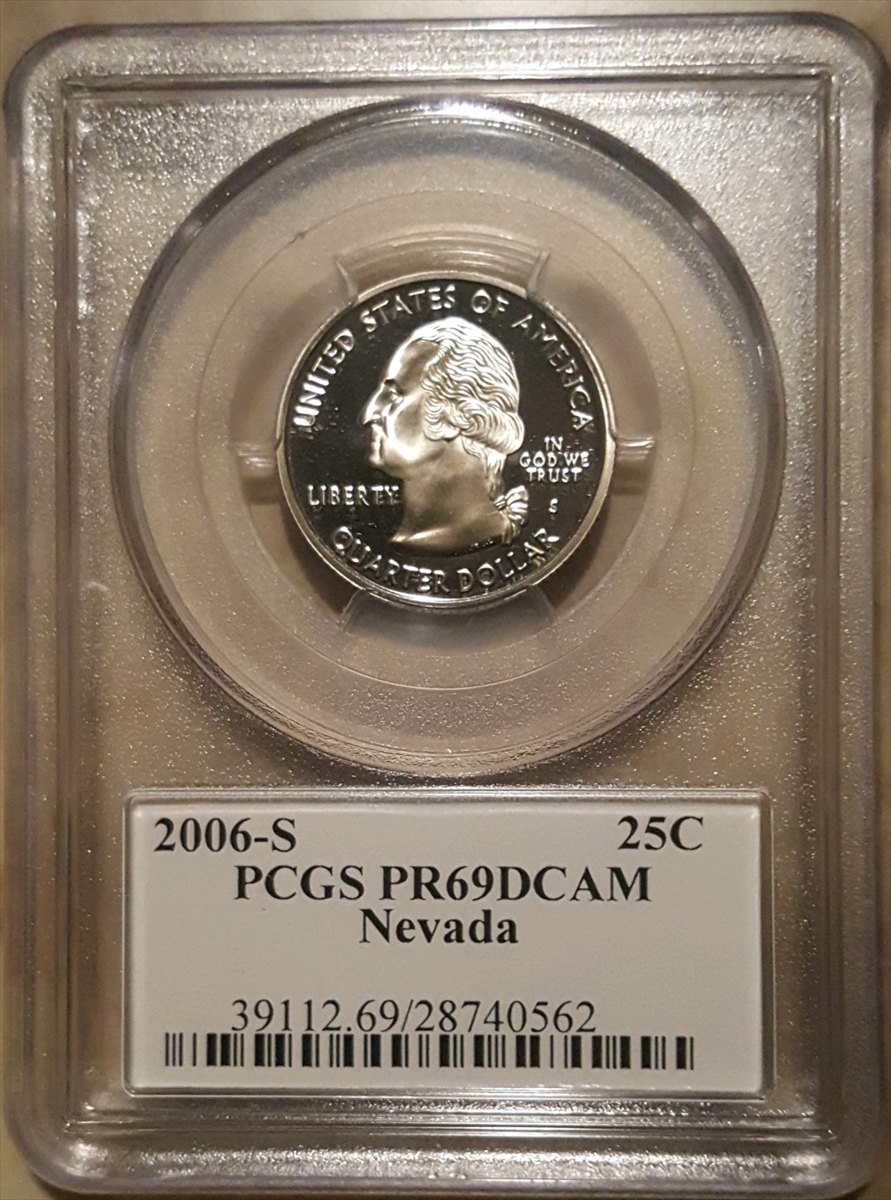 UNITED STATES OF AMERICA
IN
GOD WE
TRUST
LIBERTY
S
QUARTER DOLLAR
2006-S 25C
PCGS PR69DCAM
Nevada
39112.69/28740562